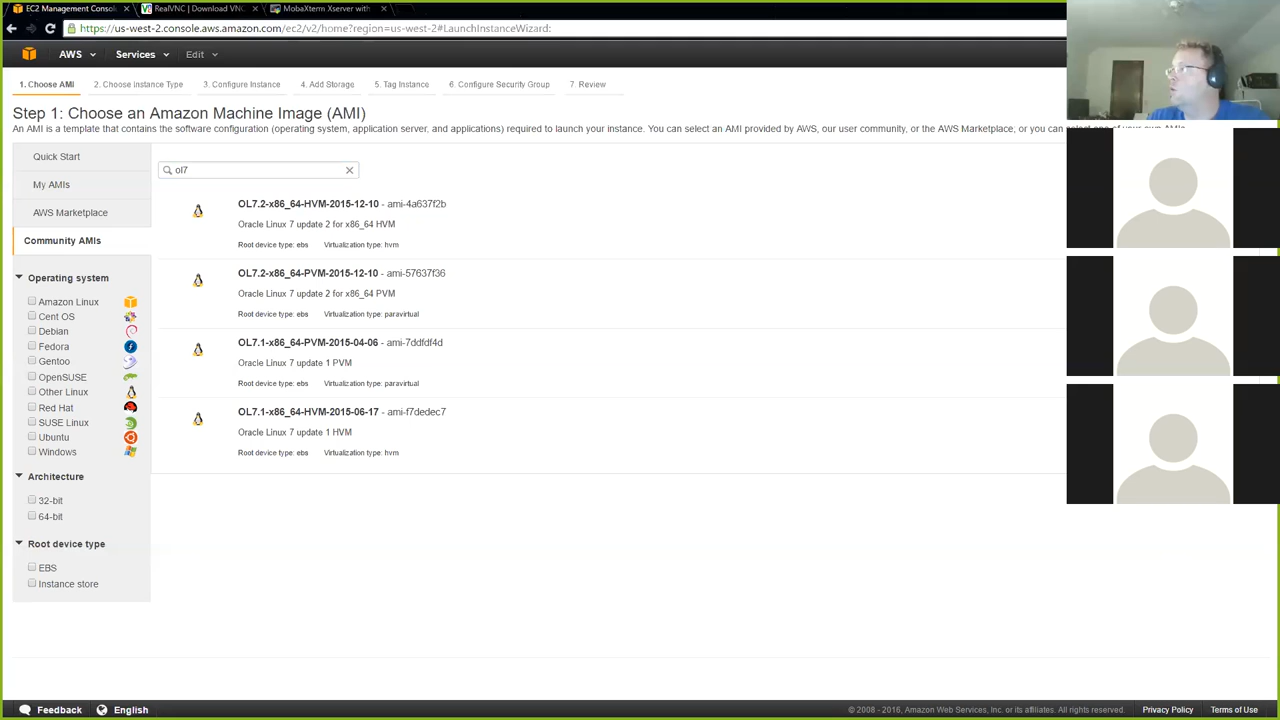 EC2 Management Consol
RealVNC | Download VNC
MobaXterm Xserver with
https://us-west-2.console.aws.amazon.com/ec2/v2/home?region=us-west-2#LaunchInstanceWizard:
AWS
Services
Edit
1. Choose AMI
2. Choose Instance Type
3. Configure Instance
4. Add Storage
5. Tag Instance
6. Configure Security Group
7. Review
Step 1: Choose an Amazon Machine Image (AMI)
An AMI is a template that contains the software configuration (operating system, application server, and applications) required to launch your instance. You can select an AMI provided by AWS, our user community, or the AWS Marketplace; or you can select one of your own AMIs.
Quick Start
My AMIs
AWS Marketplace
Community AMIs
Operating system
Amazon Linux
Cent OS
Debian
Fedora
Gentoo
OpenSUSE
Other Linux
Red Hat
SUSE Linux
Ubuntu
Windows
Architecture
32-bit
64-bit
Root device type
EBS
Instance store
ol7
OL7.2-x86_64-HVM-2015-12-10 - ami-4a637f2b
Oracle Linux 7 update 2 for x86_64 HVM
Root device type: ebs Virtualization type: hvm
OL7.2-x86_64-PVM-2015-12-10 - ami-57637f36
Oracle Linux 7 update 2 for x86_64 PVM
Root device type: ebs Virtualization type: paravirtual
OL7.1-x86_64-PVM-2015-04-06 - ami-7ddfdf4d
Oracle Linux 7 update 1 PVM
Root device type: ebs Virtualization type: paravirtual
OL7.1-x86_64-HVM-2015-06-17 - ami-f7dedec7
Oracle Linux 7 update 1 HVM
Root device type: ebs Virtualization type: hvm
Feedback
English
© 2008 - 2016, Amazon Web Services, Inc. or its affiliates. All rights reserved.
Privacy Policy
Terms of Use